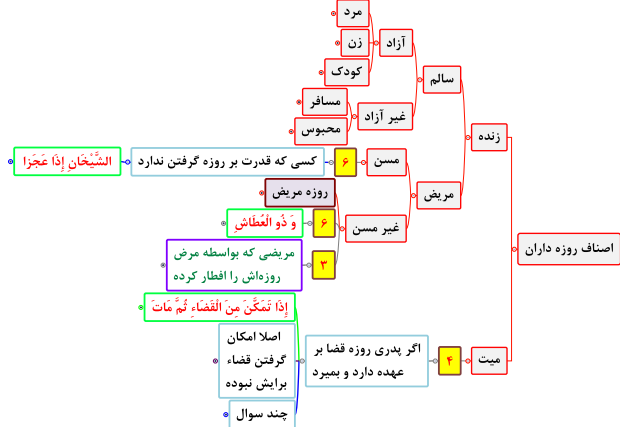 اصناف روزه داران
زنده
سالم
آزاد
مرد
زن
کودک
غیر آزاد
مسافر
محبوس
مریض
مسن
۶
کسی که قدرت بر روزه گرفتن ندارد
الشَّيْخَانِ إِذَا عَجَزَا
غیر مسن
روزه مریض
۶
وَ ذُو الْعُطَاشِ
۳
مریضی که بواسطه مرض
روزه‌اش را افطار کرده
میت
۴
اگر پدری روزه قضا بر
عهده دارد و بمیرد
إِذَا تَمَكَّنَ مِنَ الْقَضَاءِ ثُمَّ مَاتَ
اصلا امکان
گرفتن قضاء
برایش نبوده
چند سوال